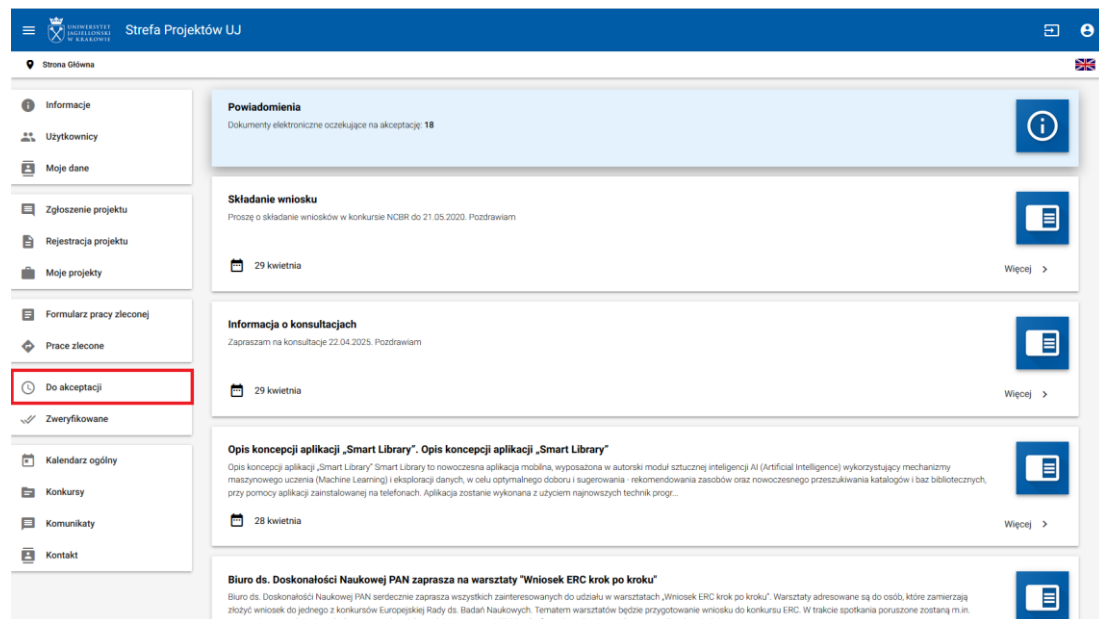 UNIWERSYTET
JAGIELLOŃSKI
W KRAKOWIE
Strefa Projektów UJ
Strona Główna
Informacje
Użytkownicy
Moje dane
Zgłoszenie projektu
Rejestracja projektu
Moje projekty
Formularz pracy zleconej
Prace zlecone
Do akceptacji
Zweryfikowane
Kalendarz ogólny
Konkursy
Komunikaty
Kontakt
Powiadomienia
Dokumenty elektroniczne oczekujące na akceptację: 18
Składanie wniosku
Proszę o składanie wniosków w konkursie NCBR do 21.05.2020. Pozdrawiam
29 kwietnia
Więcej
Informacja o konsultacjach
Zapraszam na konsultacje 22.04.2025. Pozdrawiam
29 kwietnia
Więcej
Opis koncepcji aplikacji „Smart Library”. Opis koncepcji aplikacji „Smart Library”
Opis koncepcji aplikacji „Smart Library” Smart Library to nowoczesna aplikacja mobilna, wyposażona w autorski moduł sztucznej inteligencji AI (Artificial Intelligence) wykorzystujący mechanizmy
maszynowego uczenia (Machine Learning) i eksploracji danych, w celu optymalnego doboru i sugerowania - rekomendowania zasobów oraz nowoczesnego przeszukiwania katalogów i baz bibliotecznych,
przy pomocy aplikacji zainstalowanej na telefonach. Aplikacja zostanie wykonana z użyciem najnowszych technik progr...
28 kwietnia
Więcej
Biuro ds. Doskonałości Naukowej PAN zaprasza na warsztaty "Wniosek ERC krok po kroku"
Biuro ds. Doskonałości Naukowej PAN serdecznie zaprasza wszystkich zainteresowanych do udziału w warsztatach „Wniosek ERC krok po kroku". Warsztaty adresowane są do osób, które zamierzają
złożyć wniosek do jednego z konkursów Europejskiej Rady ds. Badań Naukowych. Tematem warsztatów będzie przygotowanie wniosku do konkursu ERC. W trakcie spotkania poruszone zostaną m.in.